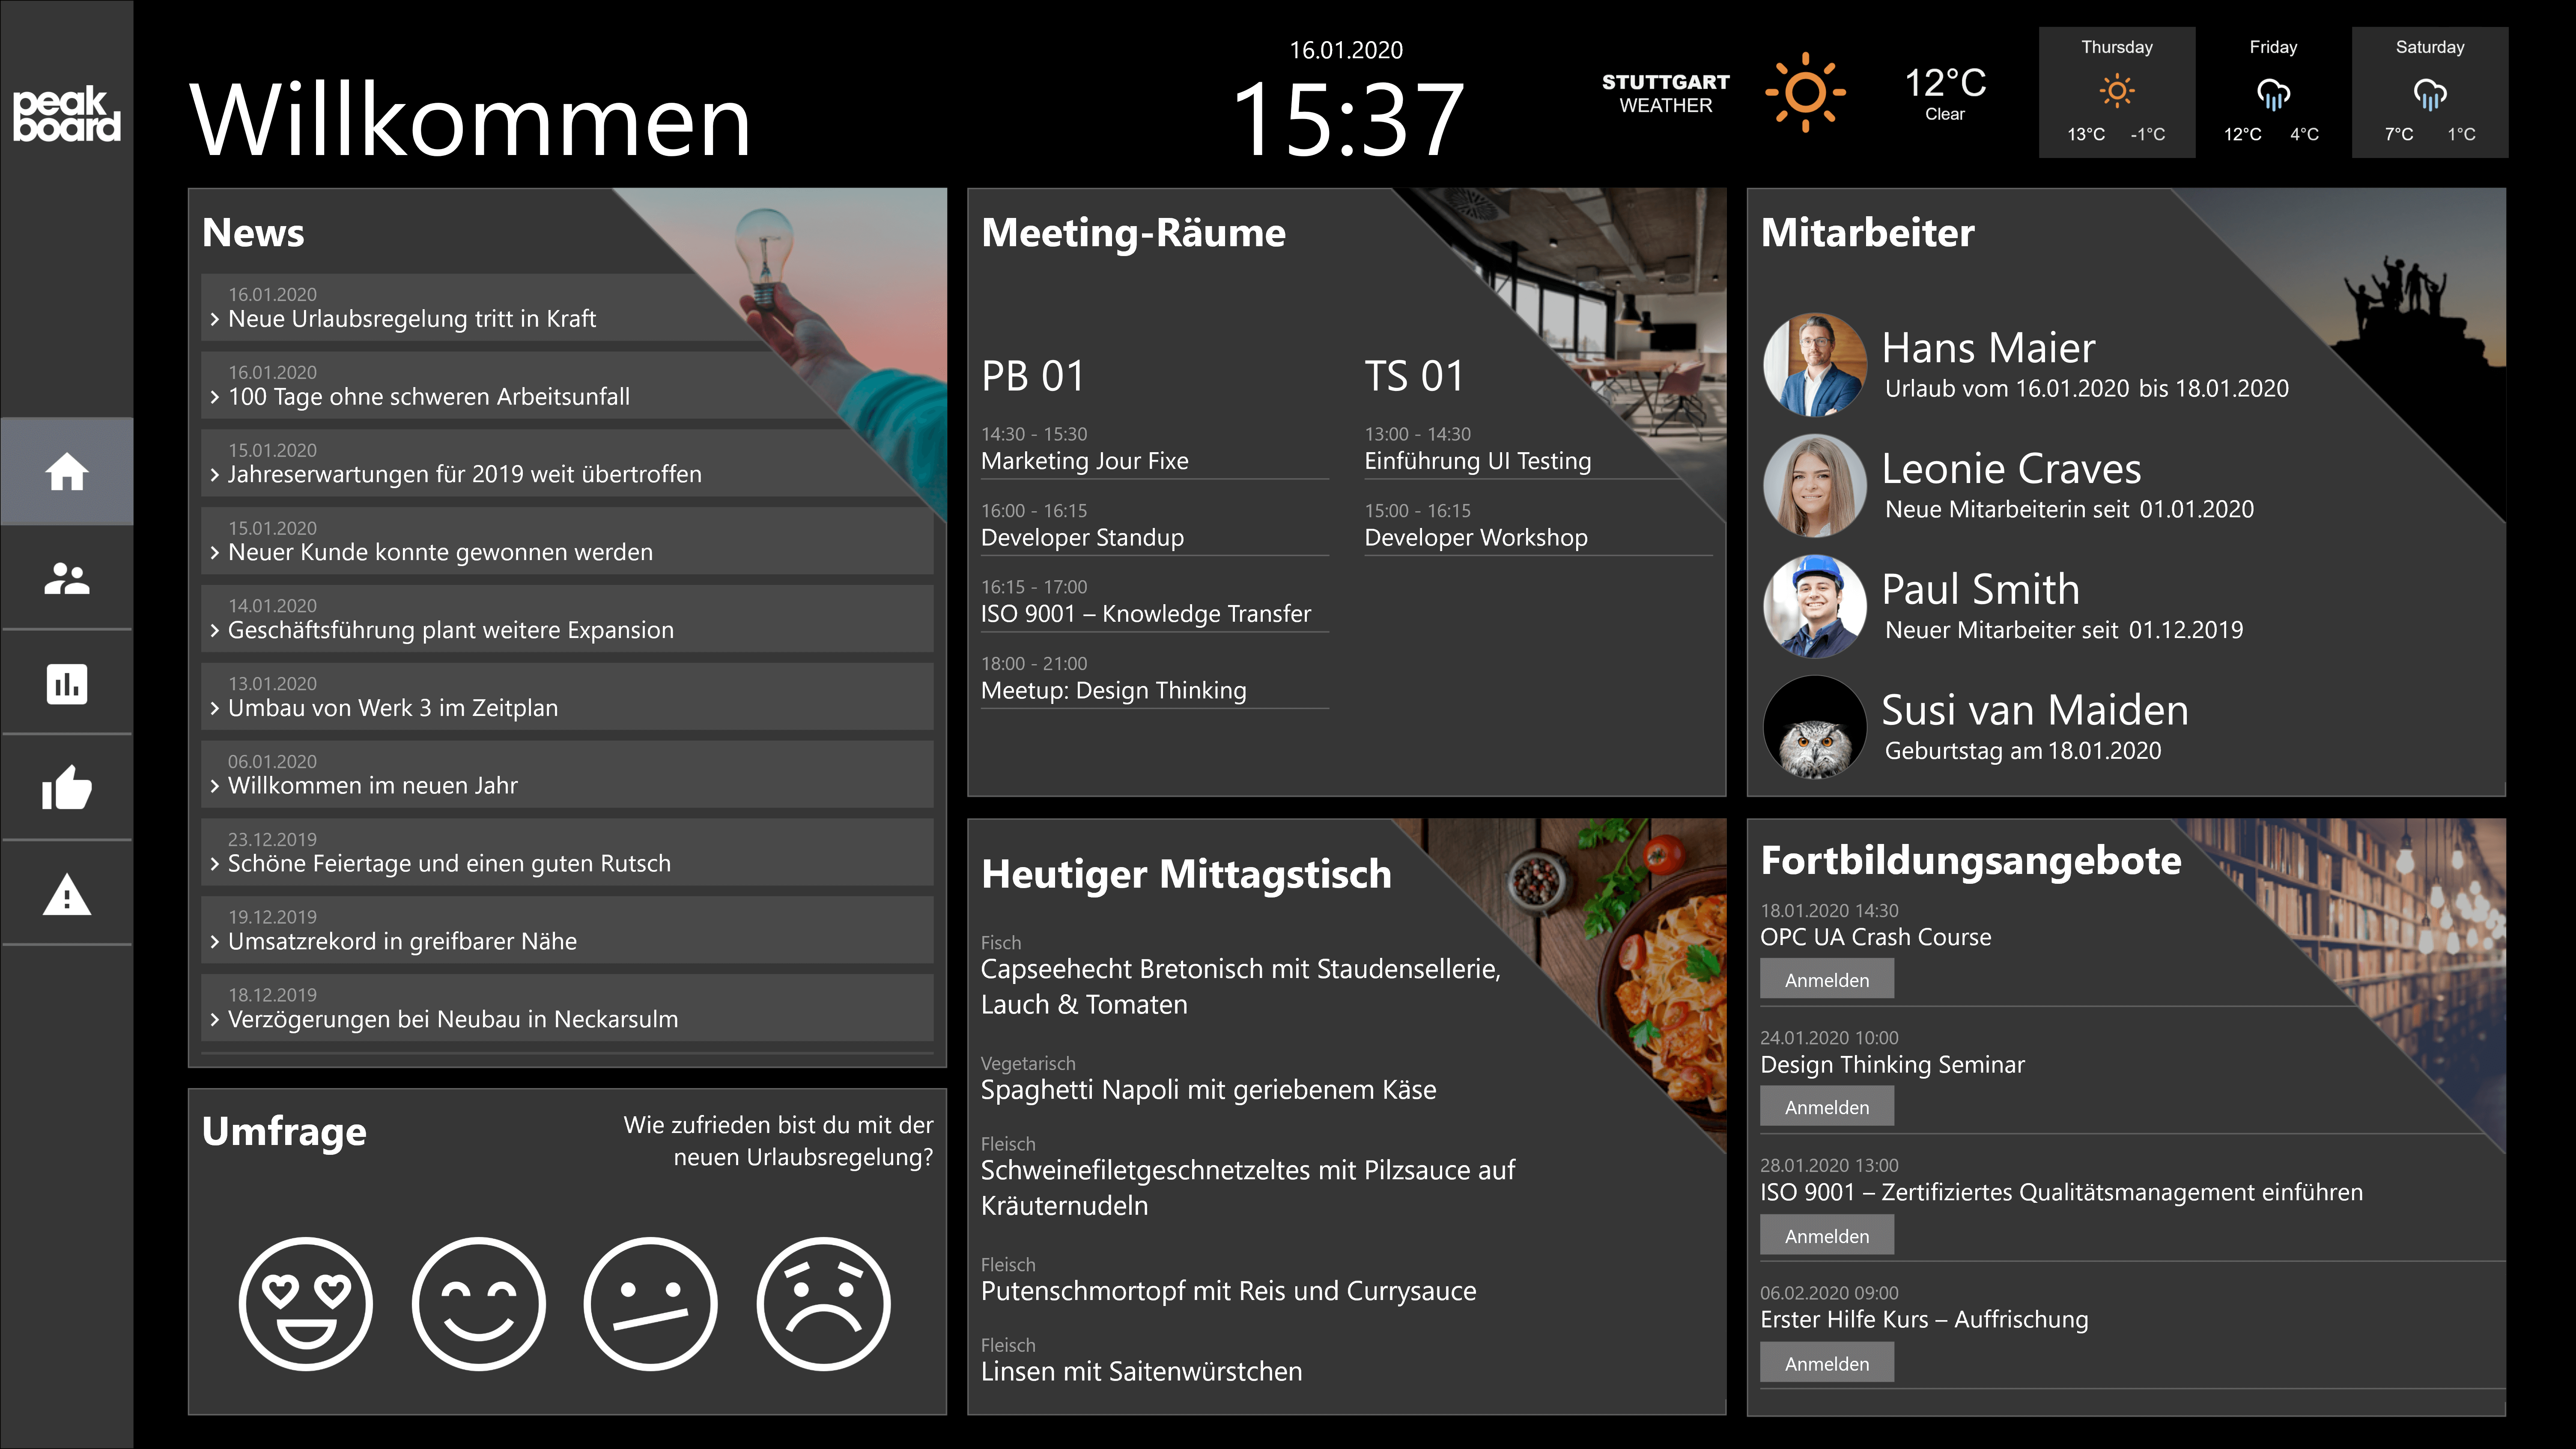 peak
board
Willkommen
16.01.2020
15:37
STUTTGART
WEATHER
12°C
Clear
Thursday
13°C -1°C
Friday
12°C 4°C
Saturday
7°C 1°C
News
16.01.2020
Neue Urlaubsregelung tritt in Kraft
16.01.2020
100 Tage ohne schweren Arbeitsunfall
15.01.2020
Jahreserwartungen für 2019 weit übertroffen
15.01.2020
Neuer Kunde konnte gewonnen werden
14.01.2020
Geschäftsführung plant weitere Expansion
13.01.2020
Umbau von Werk 3 im Zeitplan
06.01.2020
Willkommen im neuen Jahr
23.12.2019
Schöne Feiertage und einen guten Rutsch
19.12.2019
Umsatzrekord in greifbarer Nähe
18.12.2019
Verzögerungen bei Neubau in Neckarsulm
Umfrage
Wie zufrieden bist du mit der
neuen Urlaubsregelung?
Meeting-Räume
PB 01
14:30 - 15:30
Marketing Jour Fixe
16:00 - 16:15
Developer Standup
16:15 - 17:00
ISO 9001 – Knowledge Transfer
18:00 - 21:00
Meetup: Design Thinking
TS 01
13:00 - 14:30
Einführung UI Testing
15:00 - 16:15
Developer Workshop
Heutiger Mittagstisch
Fisch
Capseehecht Bretonisch mit Staudensellerie,
Lauch & Tomaten
Vegetarisch
Spaghetti Napoli mit geriebenem Käse
Fleisch
Schweinefiletgeschnetzeltes mit Pilzsauce auf
Kräuternudeln
Fleisch
Putenschmortopf mit Reis und Currysauce
Fleisch
Linsen mit Saitenwürstchen
Mitarbeiter
Hans Maier
Urlaub vom 16.01.2020 bis 18.01.2020
Leonie Craves
Neue Mitarbeiterin seit 01.01.2020
Paul Smith
Neuer Mitarbeiter seit 01.12.2019
Susi van Maiden
Geburtstag am 18.01.2020
Fortbildungsangebote
18.01.2020 14:30
OPC UA Crash Course
Anmelden
24.01.2020 10:00
Design Thinking Seminar
Anmelden
28.01.2020 13:00
ISO 9001 – Zertifiziertes Qualitätsmanagement einführen
Anmelden
06.02.2020 09:00
Erster Hilfe Kurs – Auffrischung
Anmelden